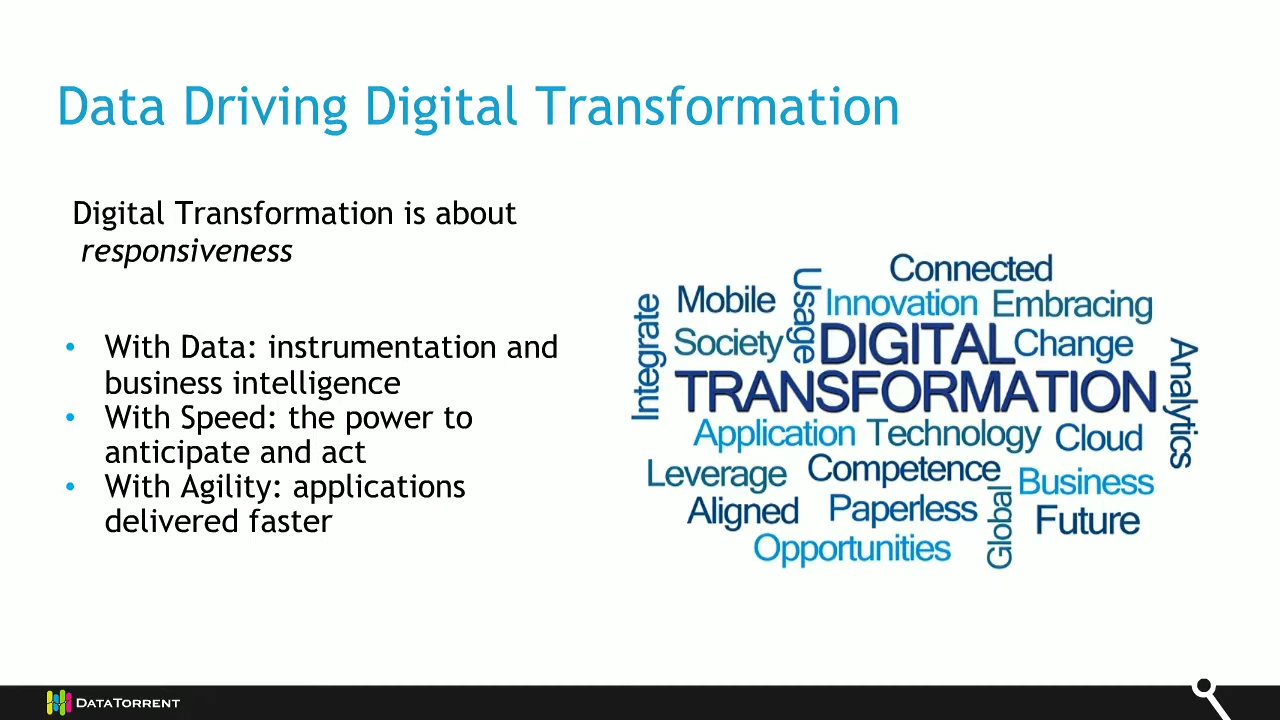 Data Driving Digital Transformation
Digital Transformation is about
responsiveness
• With Data: instrumentation and
business intelligence
• With Speed: the power to
anticipate and act
• With Agility: applications
delivered faster
Connected
Mobile
Usage
Innovation
Embracing
Integrate
Society
DIGITAL
Change
TRANSFORMATION
Analytics
Application
Technology
Cloud
Leverage
Competence
Business
Aligned
Paperless
Global
Future
Opportunities
DATATORRENT